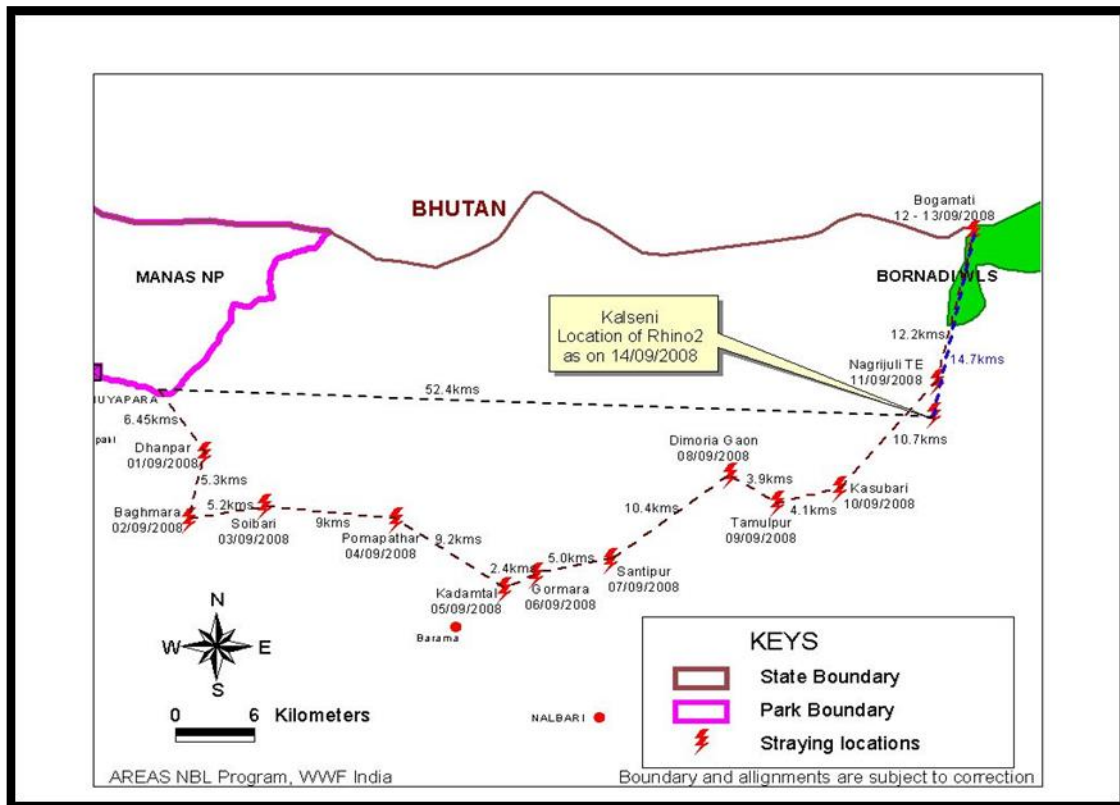 BHUTAN
Bogamati
12 - 13/09/2008
MANAS NP
BORNADI WLS
Kalseni
Location of Rhino2
as on 14/09/2008
12.2kms
14.7kms
Nagrijuli TE
11/09/2008
52.4kms
UYAPARA
6.45kms
10.7kms
Dhanpar
01/09/2008
Dimoria Gaon
08/09/2008
5.3kms
3.9kms
Kasubari
10/09/2008
5.2kms
Baghmara
02/09/2008
Soibari
03/09/2008
9kms
10.4kms
4.1kms
Tamulpur
09/09/2008
Pomapathar
04/09/2008
9.2kms
5.0kms
2.4kms
Santipur
07/09/2008
Kadamtal
05/09/2008
Gormara
06/09/2008
Barama
N
W
E
S
0 6 Kilometers
NALBARI
KEYS
State Boundary
Park Boundary
Straying locations
AREAS NBL Program, WWF India
Boundary and allignments are subject to correction